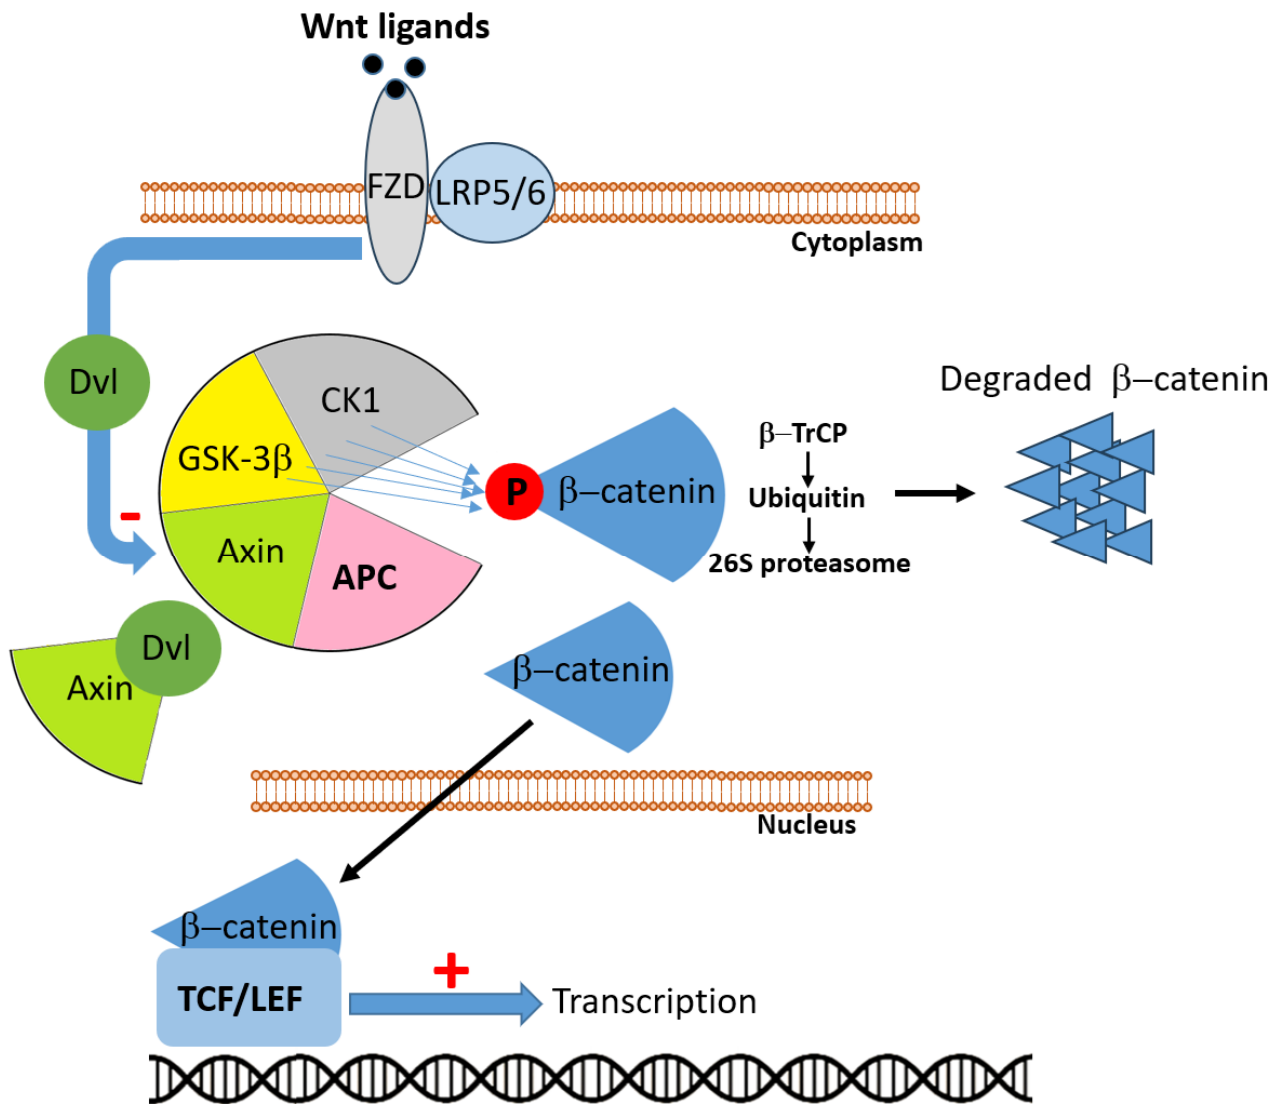 Wnt ligands
FZD
LRP5/6
Cytoplasm
Dvl
CK1
GSK-3β
Axin
APC
-
P
β–catenin
β–TrCP
Ubiquitin
26S proteasome
Degraded β–catenin
Dvl
Axin
β–catenin
Nucleus
β–catenin
TCF/LEF
+
Transcription